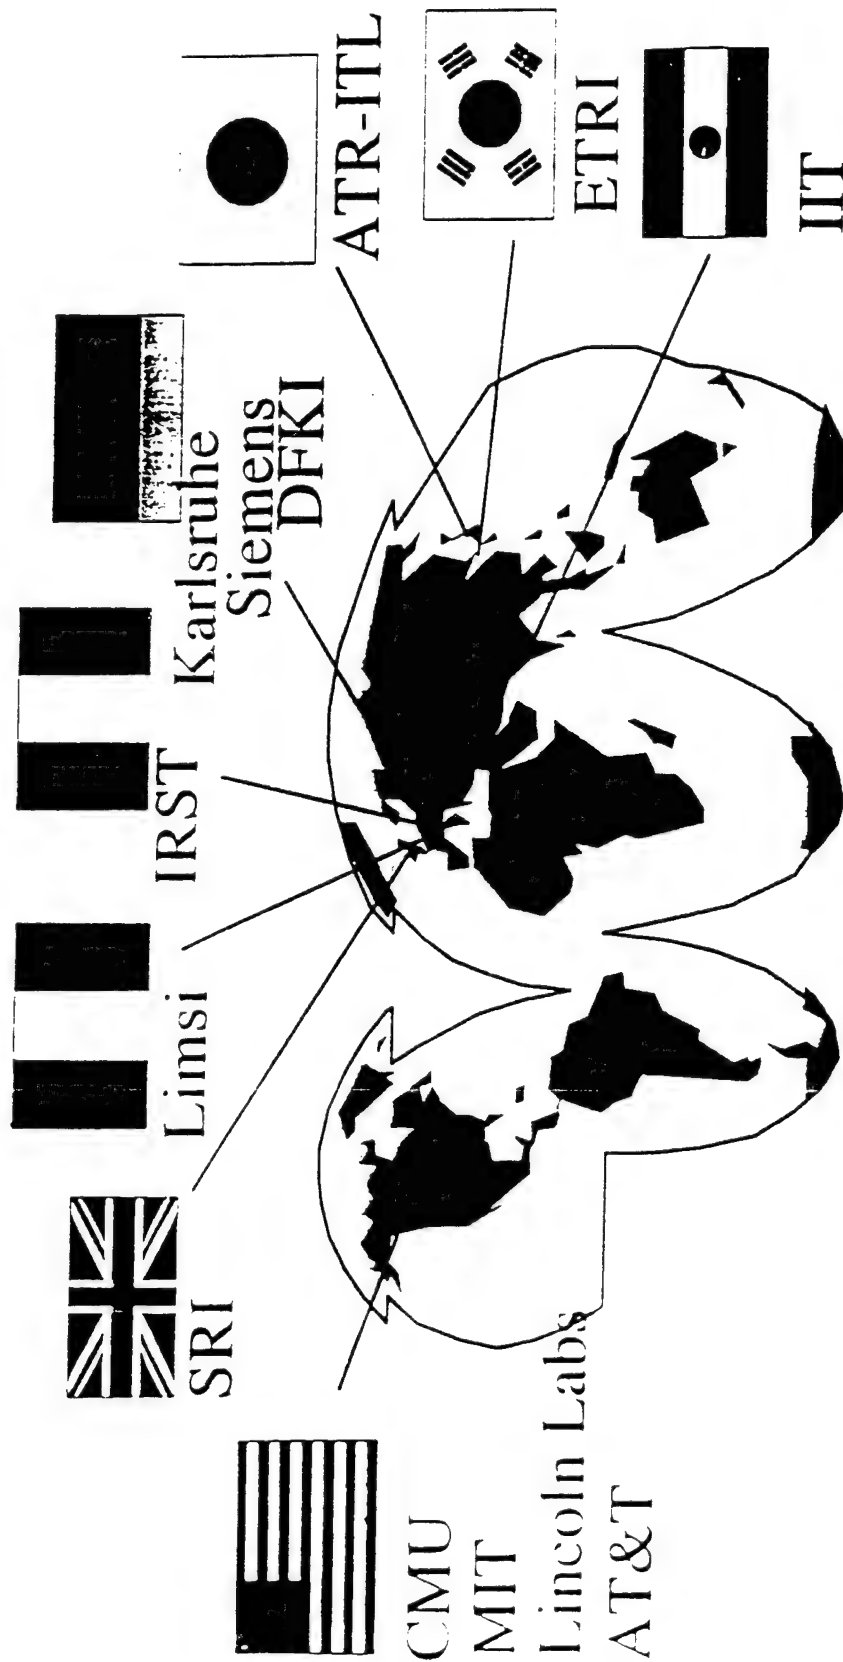 CMU
MIT
Lincoln Labs
AT&T
SRI
Limsi
IRST
Karlsruhe
Siemens
DFKI
ATR-ITL
ETRI
IIT